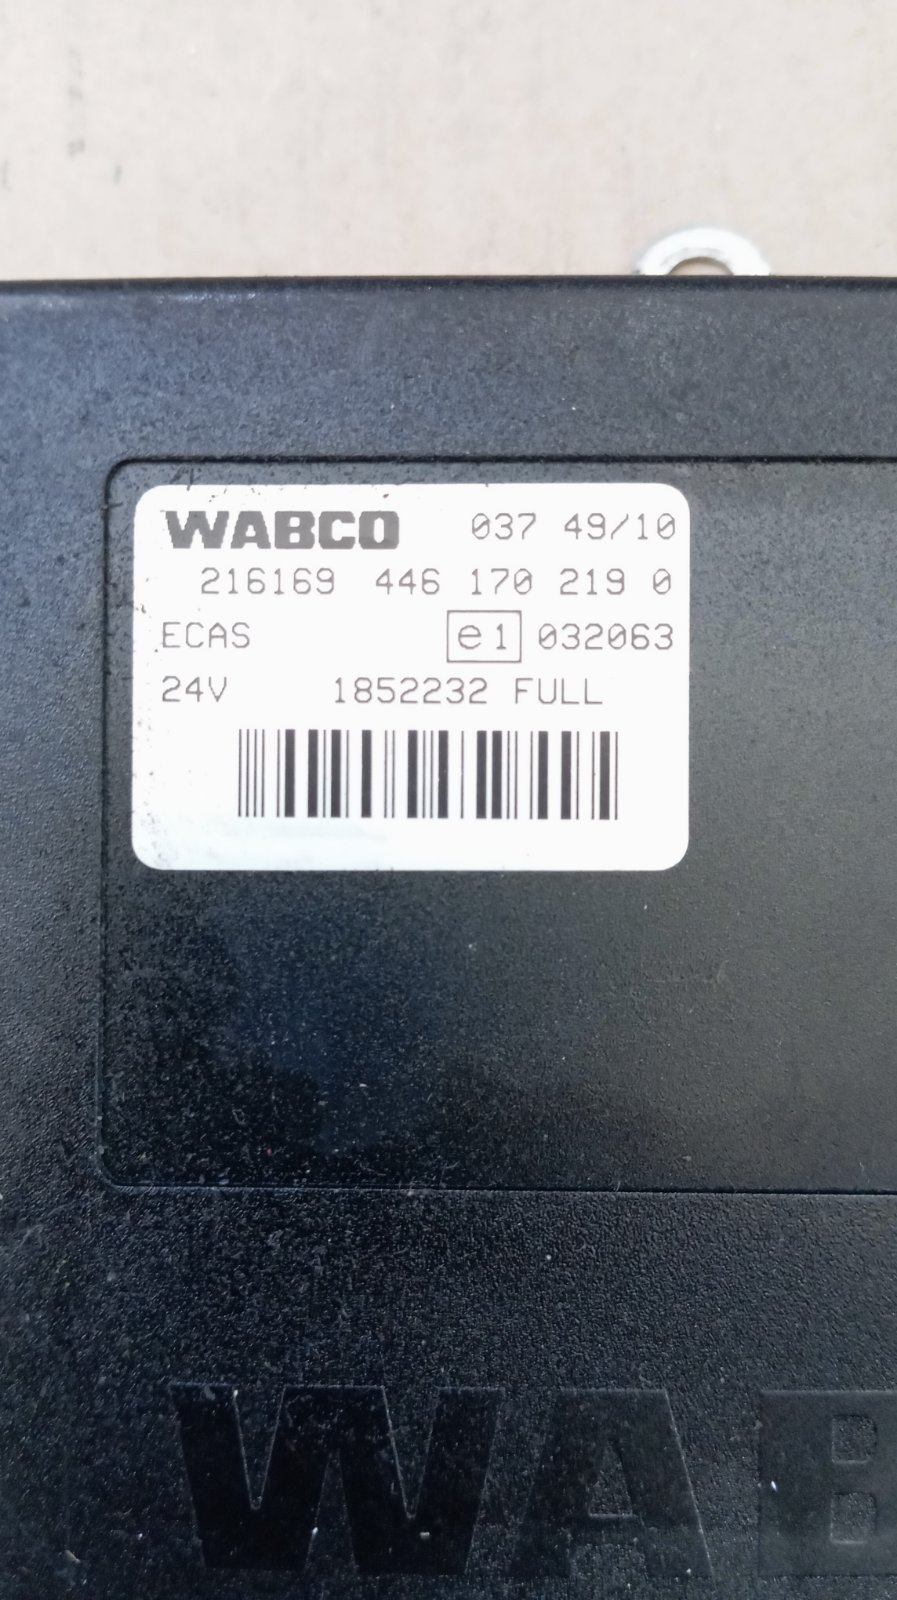 WABCO 037 49/10
216169 446 170 219 0
ECAS e1 032063
24V 1852232 FULL
WAB